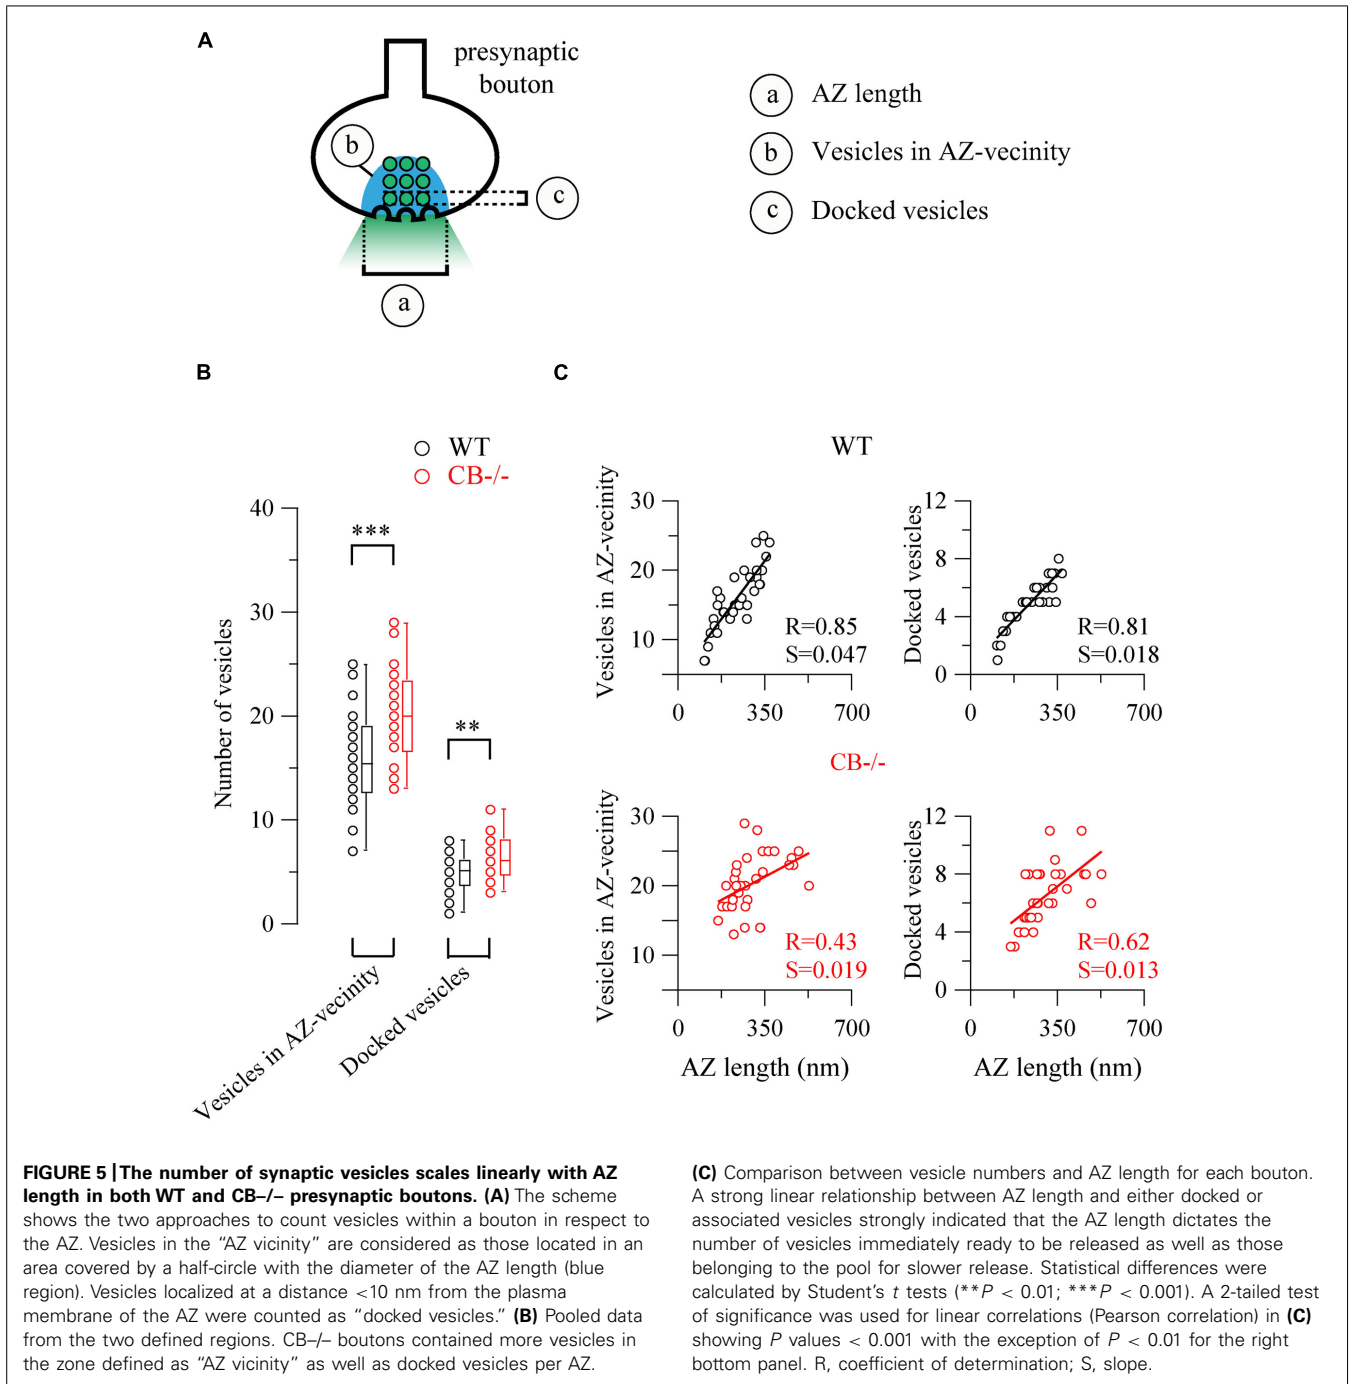 A
presynaptic
bouton
a
b
c
a AZ length
b Vesicles in AZ-vecinity
c Docked vesicles
B
WT
CB-/-
Number of vesicles
40
30
20
10
0
***
**
Vesicles in AZ-vecinity
Docked vesicles
C
WT
Vesicles in AZ-vecinity
30
20
10
R=0.85
S=0.047
0 350 700
Docked vesicles
12
8
4
0
R=0.81
S=0.018
0 350 700
CB-/-
Vesicles in AZ-vecinity
30
20
10
R=0.43
S=0.019
0 350 700
AZ length (nm)
Docked vesicles
12
8
4
0
R=0.62
S=0.013
0 350 700
AZ length (nm)
FIGURE 5 | The number of synaptic vesicles scales linearly with AZ
length in both WT and CB–/– presynaptic boutons. (A) The scheme
shows the two approaches to count vesicles within a bouton in respect to
the AZ. Vesicles in the “AZ vicinity” are considered as those located in an
area covered by a half-circle with the diameter of the AZ length (blue
region). Vesicles localized at a distance <10 nm from the plasma
membrane of the AZ were counted as “docked vesicles.” (B) Pooled data
from the two defined regions. CB–/– boutons contained more vesicles in
the zone defined as “AZ vicinity” as well as docked vesicles per AZ.
(C) Comparison between vesicle numbers and AZ length for each bouton.
A strong linear relationship between AZ length and either docked or
associated vesicles strongly indicated that the AZ length dictates the
number of vesicles immediately ready to be released as well as those
belonging to the pool for slower release. Statistical differences were
calculated by Student’s t tests (**P < 0.01; ***P < 0.001). A 2-tailed test
of significance was used for linear correlations (Pearson correlation) in (C)
showing P values < 0.001 with the exception of P < 0.01 for the right
bottom panel. R, coefficient of determination; S, slope.